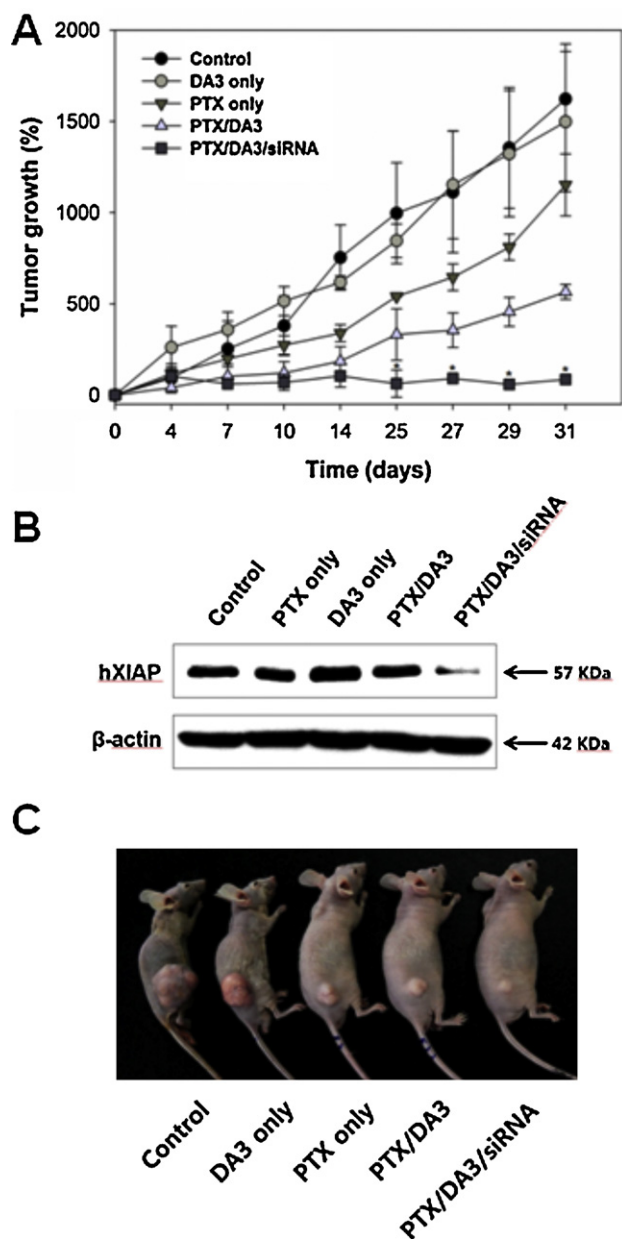 A
Tumor growth (%)
2000
1500
1000
500
0
Control
DA3 only
PTX only
PTX/DA3
PTX/DA3/siRNA
* * * *
0 4 7 10 14 25 27 29 31
Time (days)
B
Control
PTX only
DA3 only
PTX/DA3
PTX/DA3/siRNA
hXIAP
57 KDa
β-actin
42 KDa
C
Control
DA3 only
PTX only
PTX/DA3
PTX/DA3/siRNA